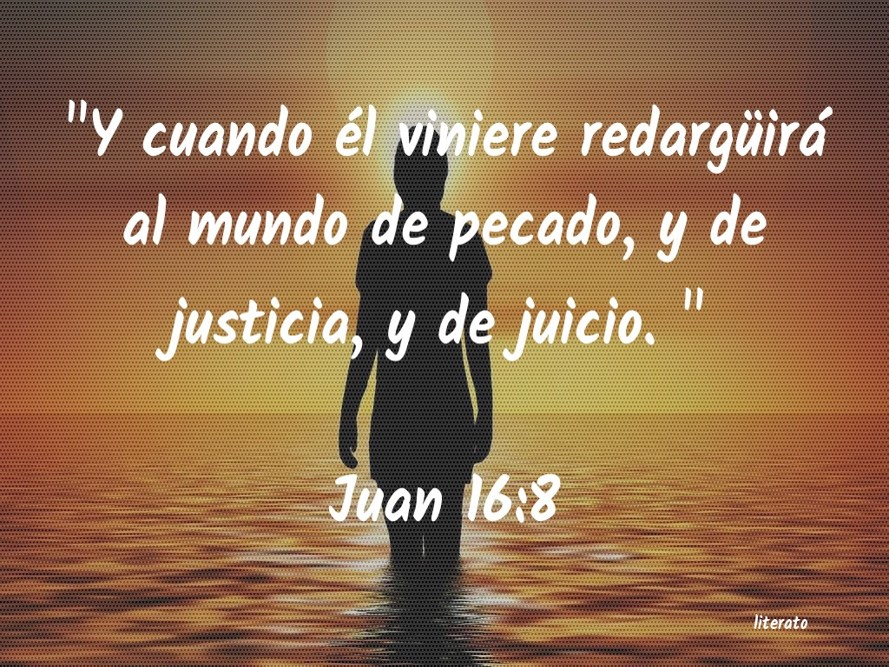 "Y cuando él viniere redargüirá
al mundo de pecado, y de
justicia, y de juicio. "
Juan 16:8
literato